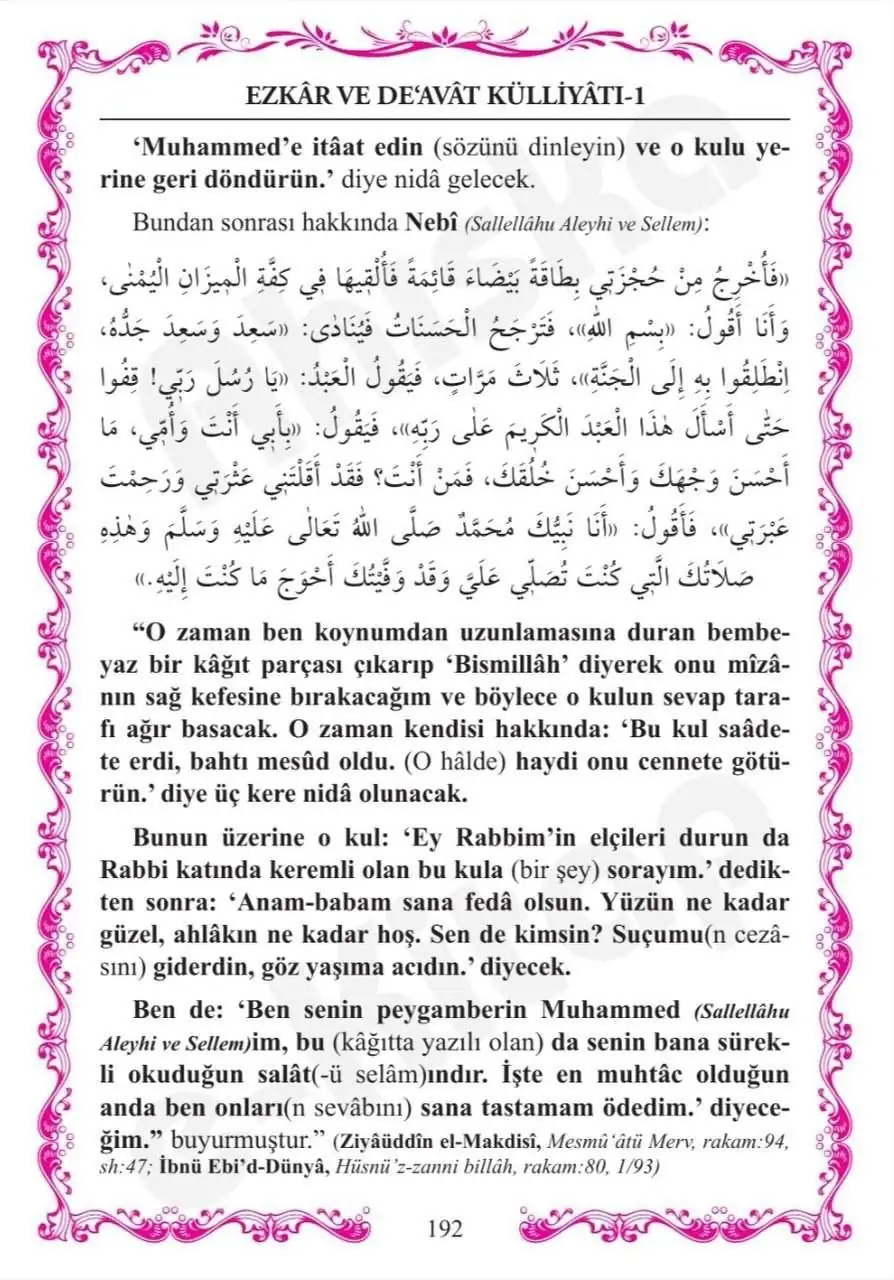 EZKÂR VE DE‘AVÂT KÜLLİYÂTI-1
‘Muhammed’e itâat edin (sözünü dinleyin) ve o kulu ye-
rine geri döndürün.’ diye nidâ gelecek.
Bundan sonrası hakkında Nebî (Sallellâhu Aleyhi ve Sellem):
«فَأُخْرِجُ مِنْ حُجْزَتِي بِطَاقَةً بَيْضَاءَ قَائِمَةً فَأُلْقِيهَا فِي كِفَّةِ الْمِيزَانِ الْيُمْنٰى،
وَأَنَا أَقُولُ: «بِسْمِ اللّٰهِ»، فَتَرْجَحُ الْحَسَنَاتُ فَيُنَادٰى: «سَعِدَ وَسَعِدَ جَدُّهُ،
اِنْطَلِقُوا بِهِ إِلَى الْجَنَّةِ»، ثَلَاثَ مَرَّاتٍ، فَيَقُولُ الْعَبْدُ: «يَا رُسُلَ رَبِّي! قِفُوا
حَتّٰى أَسْأَلَ هٰذَا الْعَبْدَ الْكَرِيمَ عَلٰى رَبِّهِ»، فَيَقُولُ: «بِأَبِي أَنْتَ وَأُمِّي، مَا
أَحْسَنَ وَجْهَكَ وَأَحْسَنَ خُلُقَكَ، فَمَنْ أَنْتَ؟ فَقَدْ أَقَلْتَنِي عَثْرَتِي وَرَحِمْتَ
عَبْرَتِي»، فَأَقُولُ: «أَنَا نَبِيُّكَ مُحَمَّدٌ صَلَّى اللّٰهُ تَعَالٰى عَلَيْهِ وَسَلَّمَ وَهٰذِهِ
صَلَاتُكَ الَّتِي كُنْتَ تُصَلِّي عَلَيَّ وَقَدْ وَفَّيْتُكَ أَحْوَجَ مَا كُنْتَ إِلَيْهِ.»
“O zaman ben koynumdan uzunlamasına duran bembe-
yaz bir kâğıt parçası çıkarıp ‘Bismillâh’ diyerek onu mîzâ-
nın sağ kefesine bırakacağım ve böylece o kulun sevap tara-
fı ağır basacak. O zaman kendisi hakkında: ‘Bu kul saâde-
te erdi, bahtı mesûd oldu. (O hâlde) haydi onu cennete götü-
rün.’ diye üç kere nidâ olunacak.
Bunun üzerine o kul: ‘Ey Rabbim’in elçileri durun da
Rabbi katında keremli olan bu kula (bir şey) sorayım.’ dedik-
ten sonra: ‘Anam-babam sana fedâ olsun. Yüzün ne kadar
güzel, ahlâkın ne kadar hoş. Sen de kimsin? Suçumu(n cezâ-
sını) giderdin, göz yaşıma acıdın.’ diyecek.
Ben de: ‘Ben senin peygamberin Muhammed (Sallellâhu
Aleyhi ve Sellem)im, bu (kâğıtta yazılı olan) da senin bana sürek-
li okuduğun salât(-ü selâm)ındır. İşte en muhtâc olduğun
anda ben onları(n sevâbını) sana tastamam ödedim.’ diyece-
ğim.” buyurmuştur.” (Ziyâüddîn el-Makdisî, Mesmû‘âtü Merv, rakam:94,
sh:47; İbnü Ebi’d-Dünyâ, Hüsnü’z-zanni billâh, rakam:80, 1/93)
192
Ahıska
e-Kitap